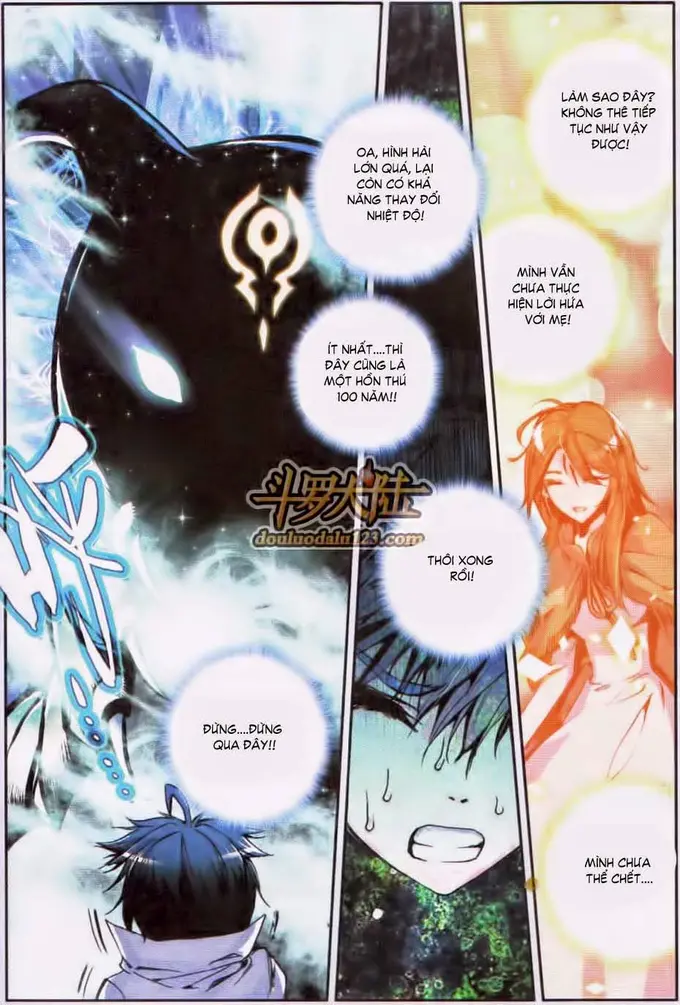 OA, HÌNH HÀI
LỚN QUÁ, LẠI
CÒN CÓ KHẢ
NĂNG THAY ĐỔI
NHIỆT ĐỘ!
ÍT NHẤT....THÌ
ĐÂY CŨNG LÀ
MỘT HỒN THÚ
100 NĂM!!
ĐỪNG....ĐỪNG
QUA ĐÂY!!
THÔI XONG
RỒI!
LÀM SAO ĐÂY?
KHÔNG THỂ TIẾP
TỤC NHƯ VẬY
ĐƯỢC!
MÌNH VẪN
CHƯA THỰC
HIỆN LỜI HỨA
VỚI MẸ!
MÌNH CHƯA
THỂ CHẾT....
斗罗大陆
douluodalu123.com